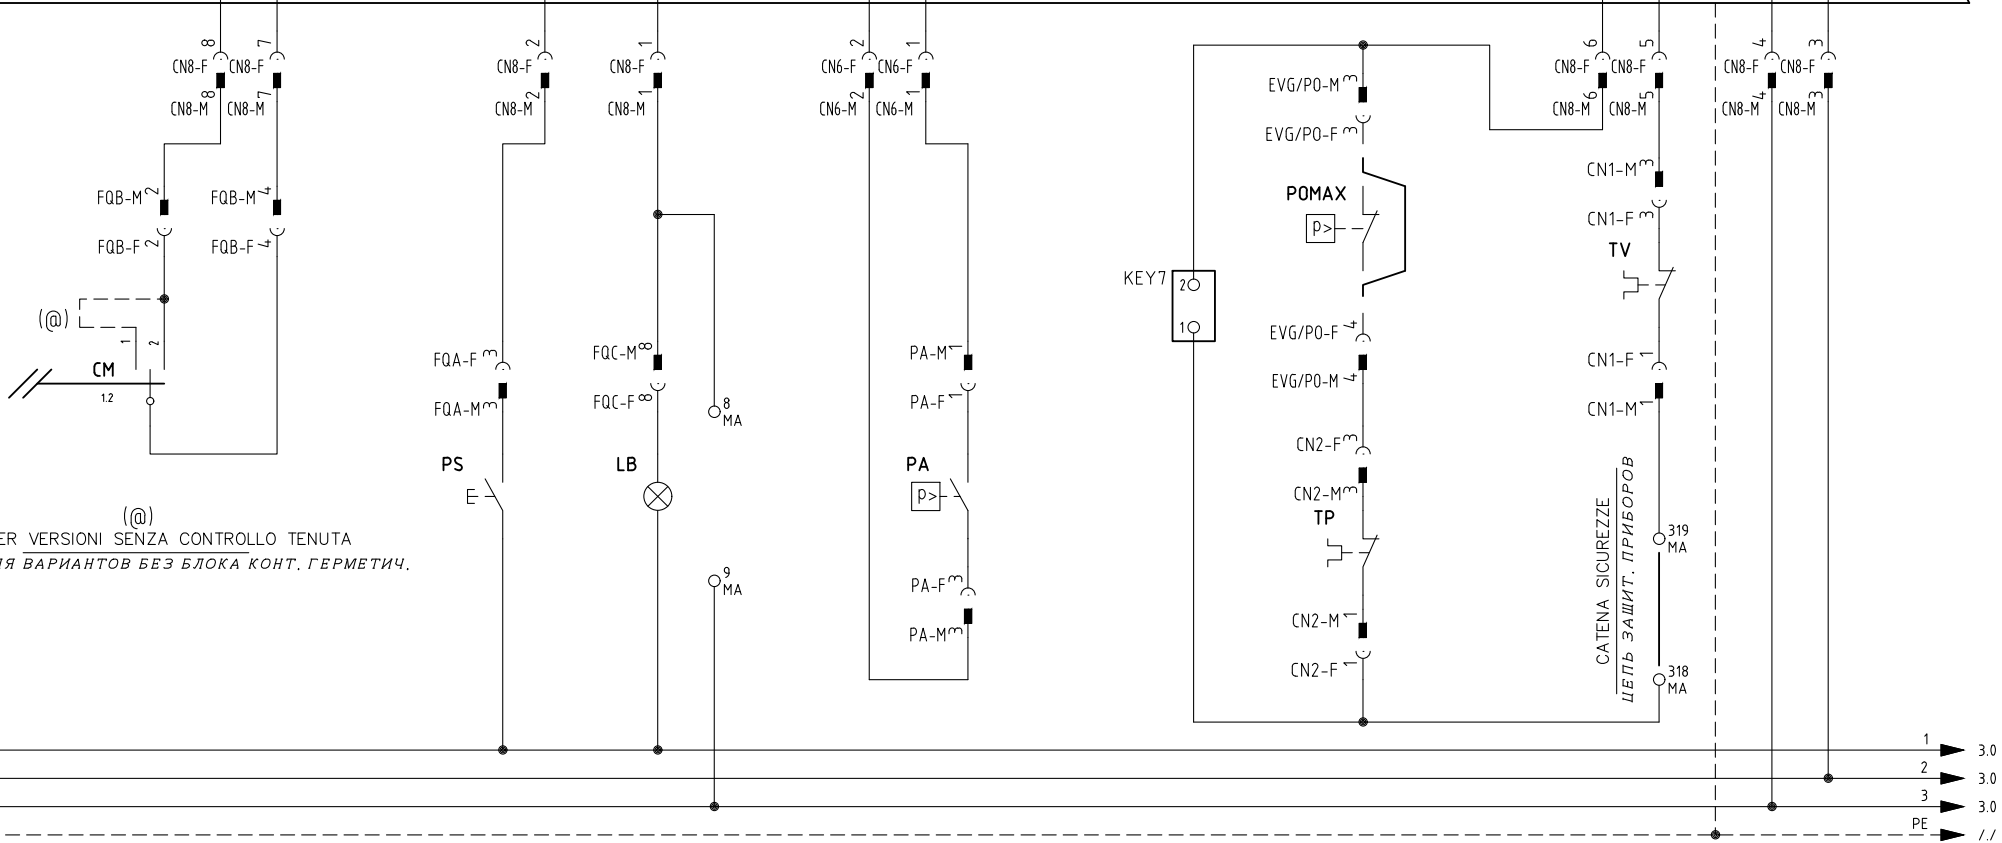 8
7
2
1
2
1
6
5
4
3
CN8-F
CN8-F
CN8-F
CN8-F
CN6-F
CN6-F
CN8-F
CN8-F
CN8-F
CN8-F
8
7
2
1
2
1
6
5
4
3
CN8-M
CN8-M
CN8-M
CN8-M
CN6-M
CN6-M
CN8-M
CN8-M
CN8-M
CN8-M
EVG/PO-M 3
EVG/PO-F 3
CN1-M 3
FQB-M 2
FQB-M 4
POMAX
P>
CN1-F 3
FQB-F 2
FQB-F 4
TV
KEY7
2
1
(@)
1
2
EVG/PO-F 4
FQA-F 3
FQC-M 8
PA-M 1
CN1-F 1
CM
1.2
EVG/PO-M 4
FQA-M 3
FQC-F 8
8
MA
PA-F 1
CN1-M 1
CN2-F 3
PS
LB
PA
P>
CN2-M 3
TP
(@)
ER VERSIONI SENZA CONTROLLO TENUTA
ЛЯ ВАРИАНТОВ БЕЗ БЛОКА КОНТ. ГЕРМЕТИЧ.
CATENA SICUREZZE
ЦЕПЬ ЗАЩИТ. ПРИБОРОВ
319
MA
9
MA
PA-F 3
PA-M 3
CN2-M 1
CN2-F 1
318
MA
1
3.0
2
3.0
3
3.0
PE
/./